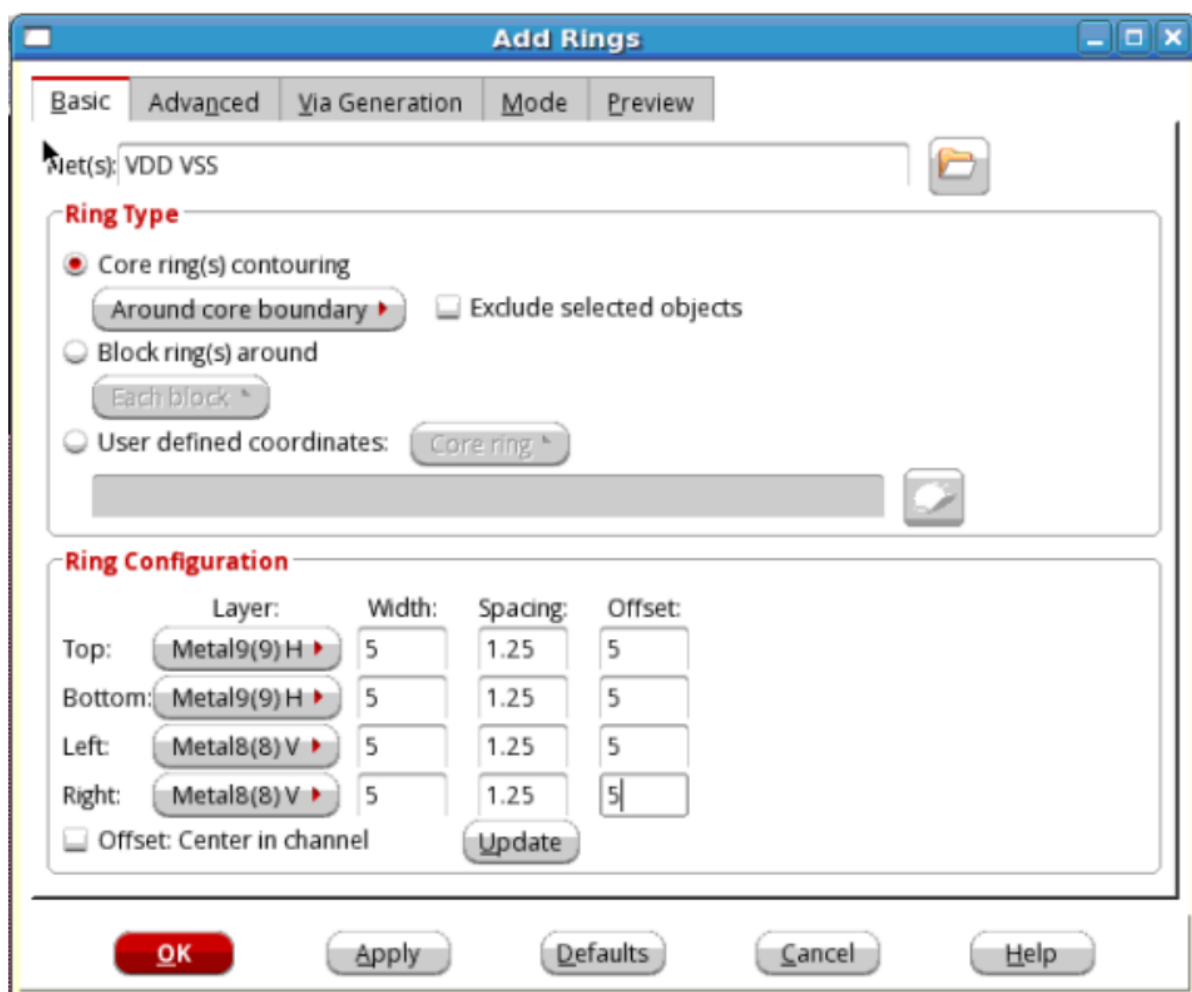 Add Rings
Basic Advanced Via Generation Mode Preview
Net(s): VDD VSS
Ring Type
Core ring(s) contouring
Around core boundary Exclude selected objects
Block ring(s) around
Each block
User defined coordinates: Core ring
Ring Configuration
Layer: Width: Spacing: Offset:
Top: Metal9(9) H 5 1.25 5
Bottom: Metal9(9) H 5 1.25 5
Left: Metal8(8) V 5 1.25 5
Right: Metal8(8) V 5 1.25 5
Offset: Center in channel Update
OK Apply Defaults Cancel Help